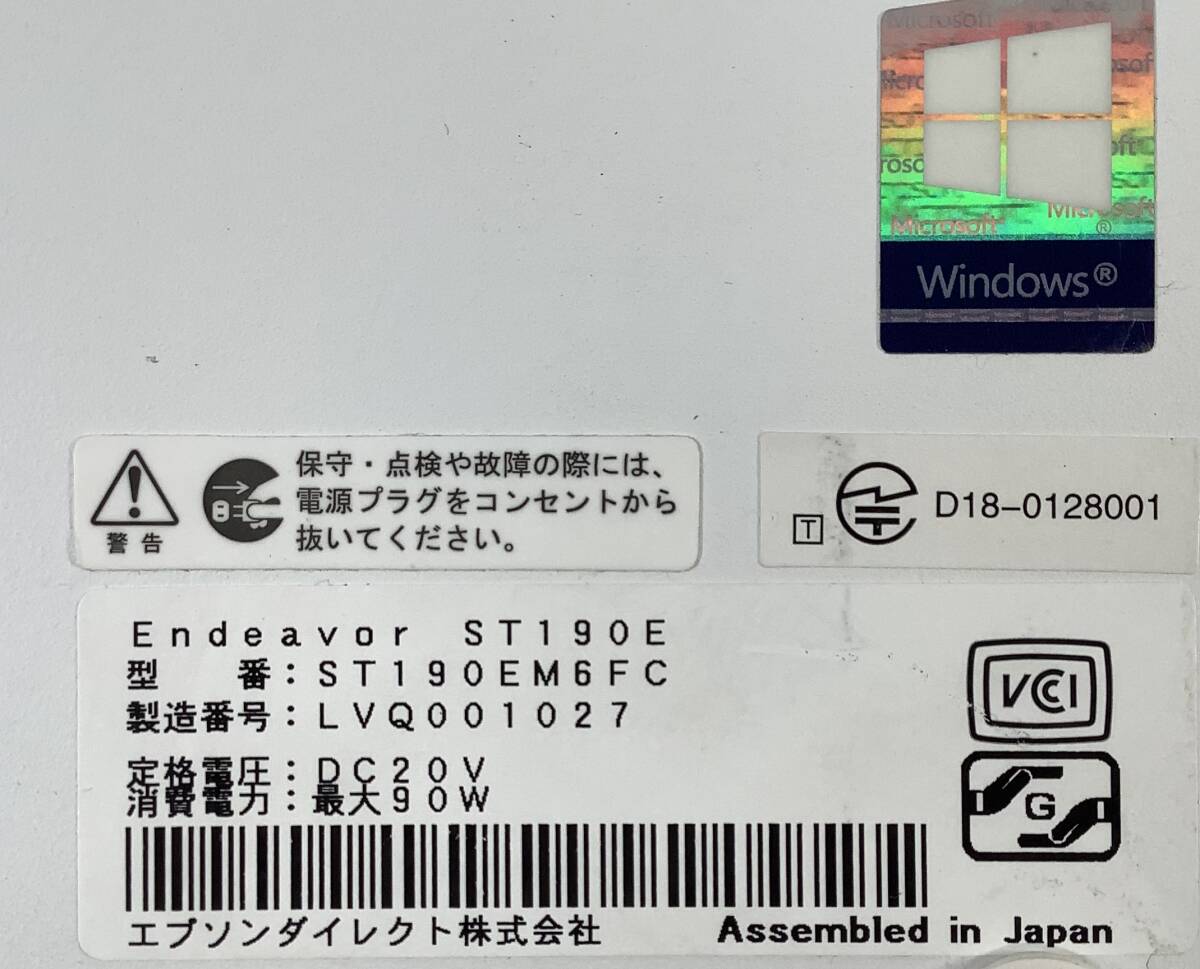 Microsoft
Microsoft
Microsoft
®
Windows®
警告
保守・点検や故障の際には、
電源プラグをコンセントから
抜いてください。
T
D18-0128001
Endeavor ST190E
型 番:ST190EM6FC
製造番号:LVQ001027
定格電圧:DC20V
消費電力:最大90W
VCCI
G
エプソンダイレクト株式会社
Assembled in Japan